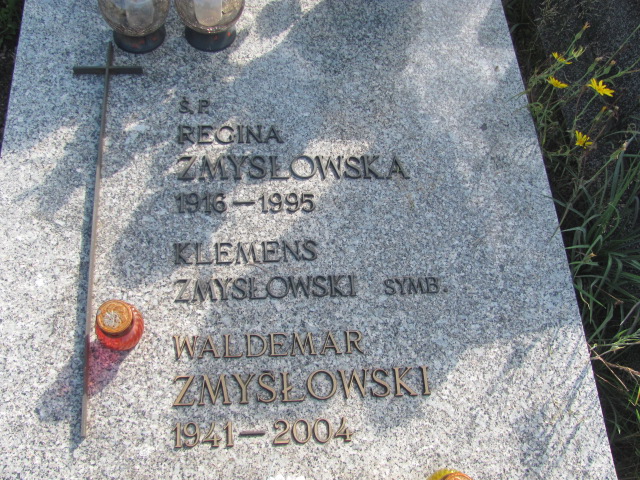 Ś.P.
REGINA
ZMYSŁOWSKA
1916-1995
KLEMENS
ZMYSŁOWSKI SYMB.
WALDEMAR
ZMYSŁOWSKI
1941-2004